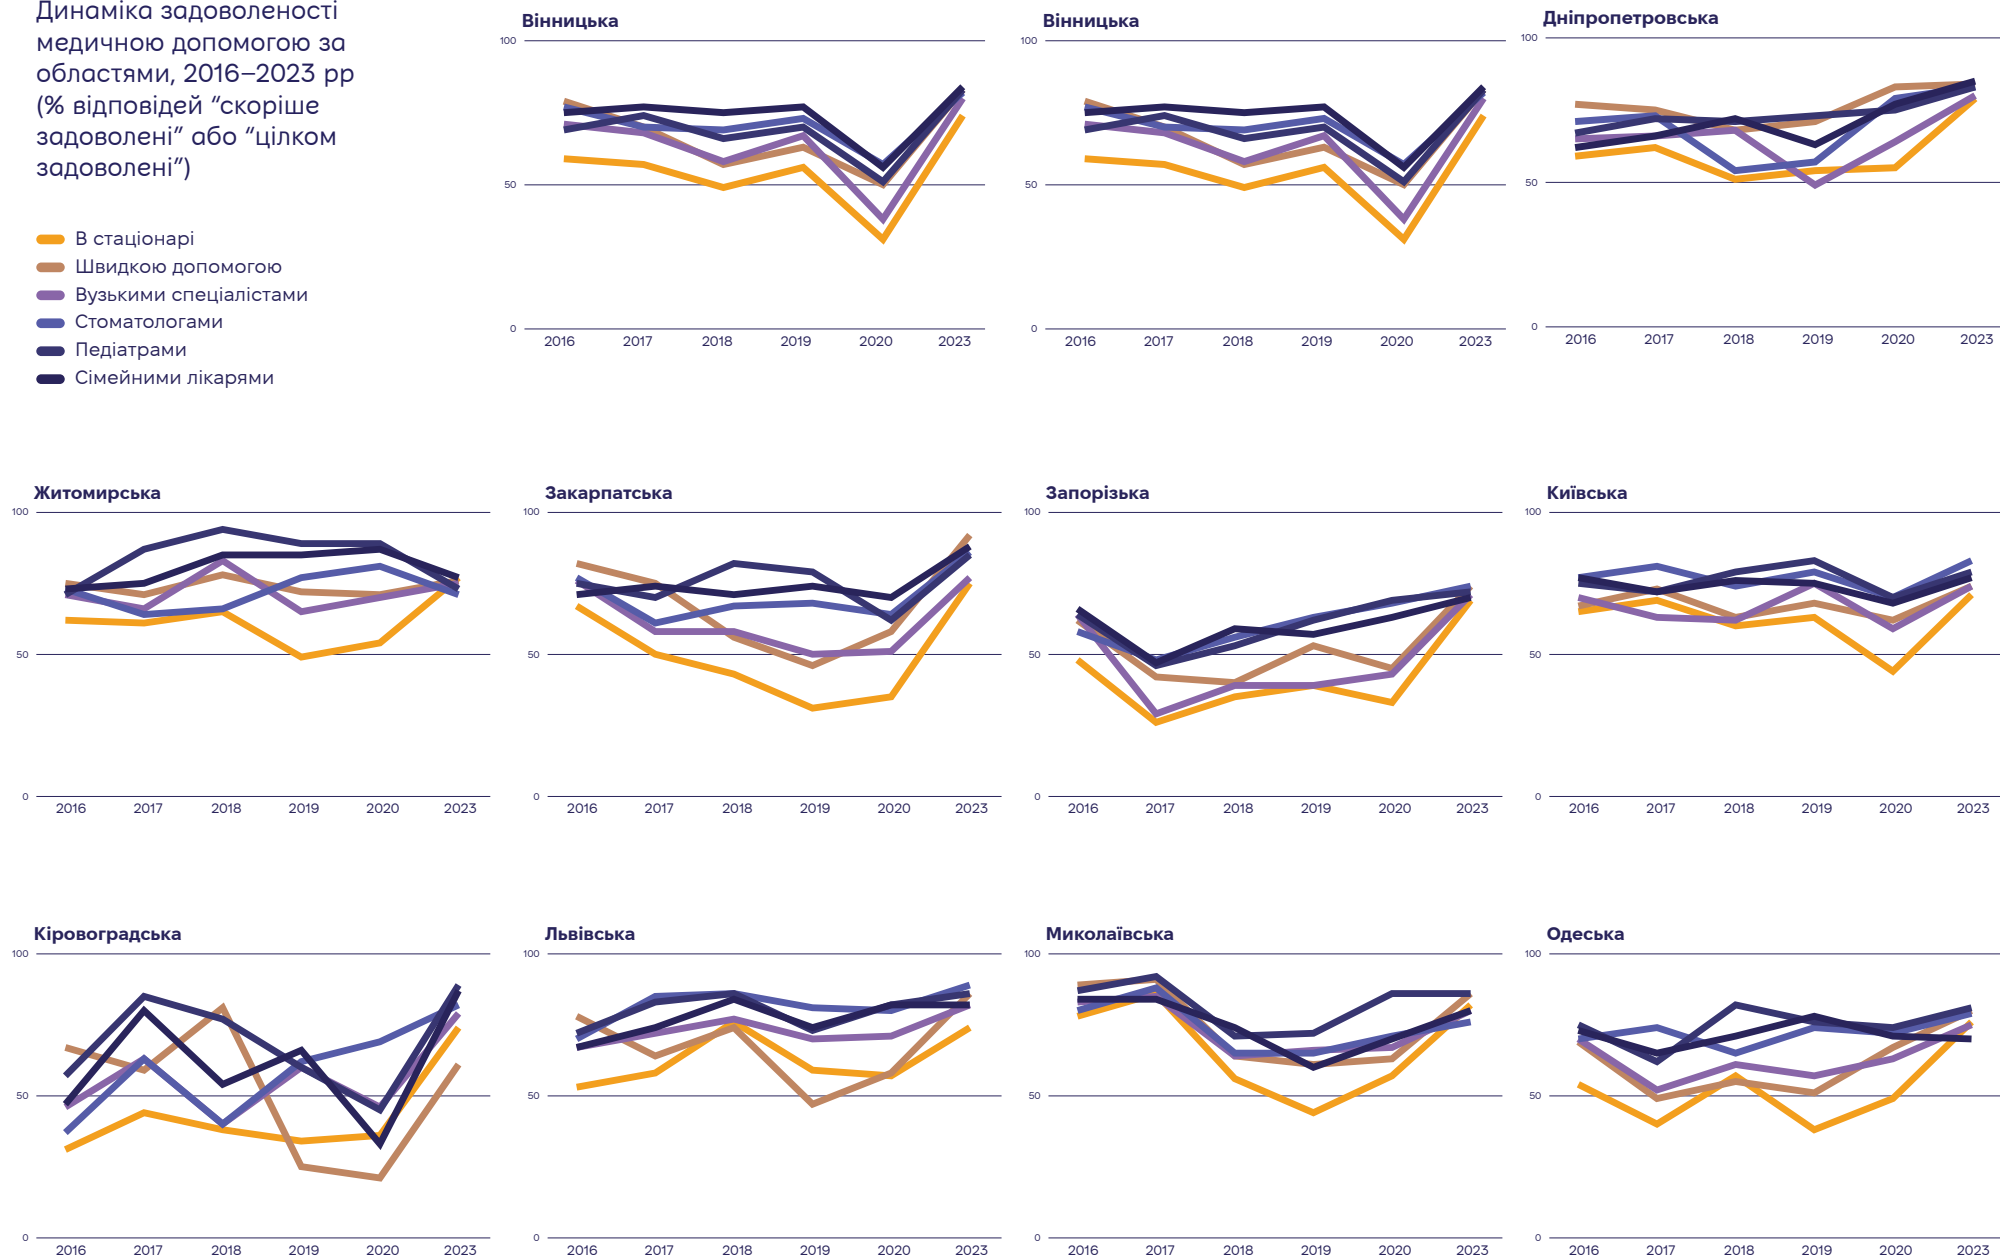 Динаміка задоволеності
медичною допомогою за
областями, 2016–2023 рр
(% відповідей “скоріше
задоволені” або “цілком
задоволені”)
В стаціонарі
Швидкою допомогою
Вузькими спеціалістами
Стоматологами
Педіатрами
Сімейними лікарями
Вінницька
100
50
0
2016 2017 2018 2019 2020 2023
Вінницька
100
50
0
2016 2017 2018 2019 2020 2023
Дніпропетровська
100
50
0
2016 2017 2018 2019 2020 2023
Житомирська
100
50
0
2016 2017 2018 2019 2020 2023
Закарпатська
100
50
0
2016 2017 2018 2019 2020 2023
Запорізька
100
50
0
2016 2017 2018 2019 2020 2023
Київська
100
50
0
2016 2017 2018 2019 2020 2023
Кіровоградська
100
50
0
2016 2017 2018 2019 2020 2023
Львівська
100
50
0
2016 2017 2018 2019 2020 2023
Миколаївська
100
50
0
2016 2017 2018 2019 2020 2023
Одеська
100
50
0
2016 2017 2018 2019 2020 2023